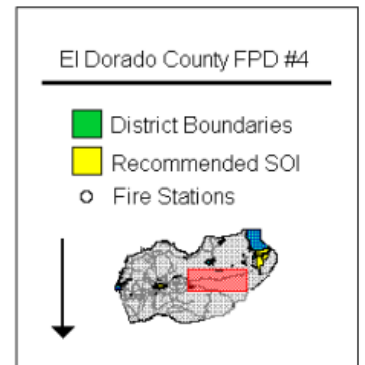 El Dorado County FPD #4
District Boundaries
Recommended SOI
Fire Stations